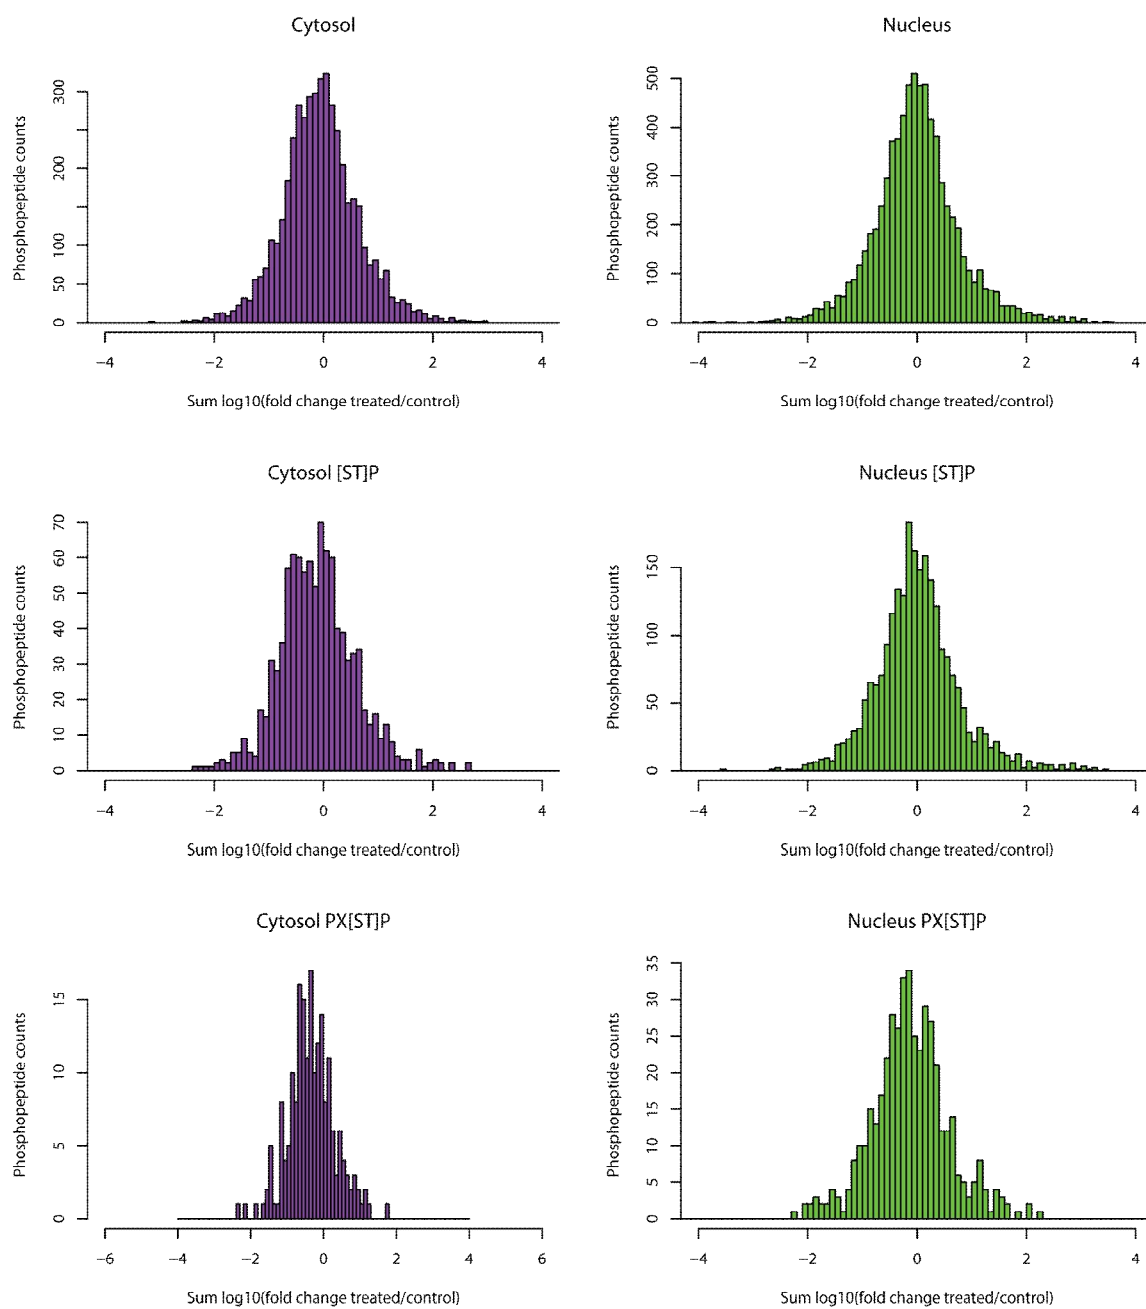 Cytosol
Phosphopeptide counts
0 50 100 200 300
−4 −2 0 2 4
Sum log10(fold change treated/control)
Nucleus
Phosphopeptide counts
0 100 200 300 400 500
−4 −2 0 2 4
Sum log10(fold change treated/control)
Cytosol [ST]P
Phosphopeptide counts
0 10 20 30 40 50 60 70
−4 −2 0 2 4
Sum log10(fold change treated/control)
Nucleus [ST]P
Phosphopeptide counts
0 50 100 150
−4 −2 0 2 4
Sum log10(fold change treated/control)
Cytosol PX[ST]P
Phosphopeptide counts
0 5 10 15
−6 −4 −2 0 2 4 6
Sum log10(fold change treated/control)
Nucleus PX[ST]P
Phosphopeptide counts
0 5 10 15 20 25 30 35
−4 −2 0 2 4
Sum log10(fold change treated/control)